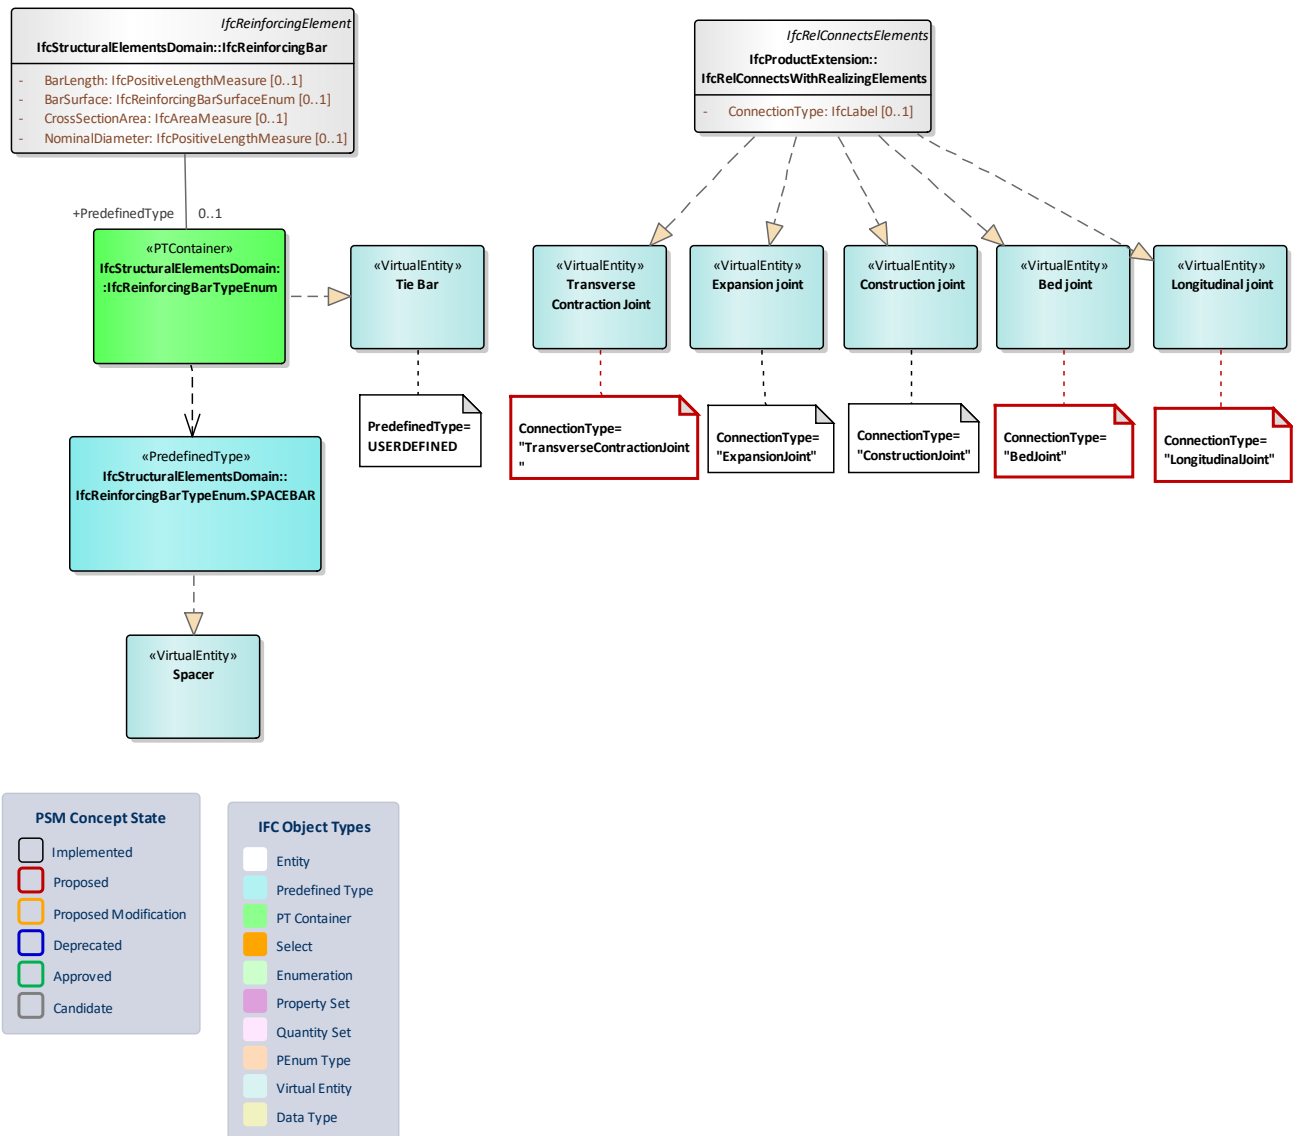 IfcReinforcingElement
IfcStructuralElementsDomain::IfcReinforcingBar
- BarLength: IfcPositiveLengthMeasure [0..1]
- BarSurface: IfcReinforcingBarSurfaceEnum [0..1]
- CrossSectionArea: IfcAreaMeasure [0..1]
- NominalDiameter: IfcPositiveLengthMeasure [0..1]
+PredefinedType 0..1
«PTContainer»
IfcStructuralElementsDomain:
:IfcReinforcingBarTypeEnum
«VirtualEntity»
Tie Bar
PredefinedType=
USERDEFINED
«PredefinedType»
IfcStructuralElementsDomain::
IfcReinforcingBarTypeEnum.SPACEBAR
«VirtualEntity»
Spacer
IfcRelConnectsElements
IfcProductExtension::
IfcRelConnectsWithRealizingElements
- ConnectionType: IfcLabel [0..1]
«VirtualEntity»
Transverse
Contraction Joint
«VirtualEntity»
Expansion joint
«VirtualEntity»
Construction joint
«VirtualEntity»
Bed joint
«VirtualEntity»
Longitudinal joint
ConnectionType=
"TransverseContractionJoint
"
ConnectionType=
"ExpansionJoint"
ConnectionType=
"ConstructionJoint"
ConnectionType=
"BedJoint"
ConnectionType=
"LongitudinalJoint"
PSM Concept State
Implemented
Proposed
Proposed Modification
Deprecated
Approved
Candidate
IFC Object Types
Entity
Predefined Type
PT Container
Select
Enumeration
Property Set
Quantity Set
PEnum Type
Virtual Entity
Data Type